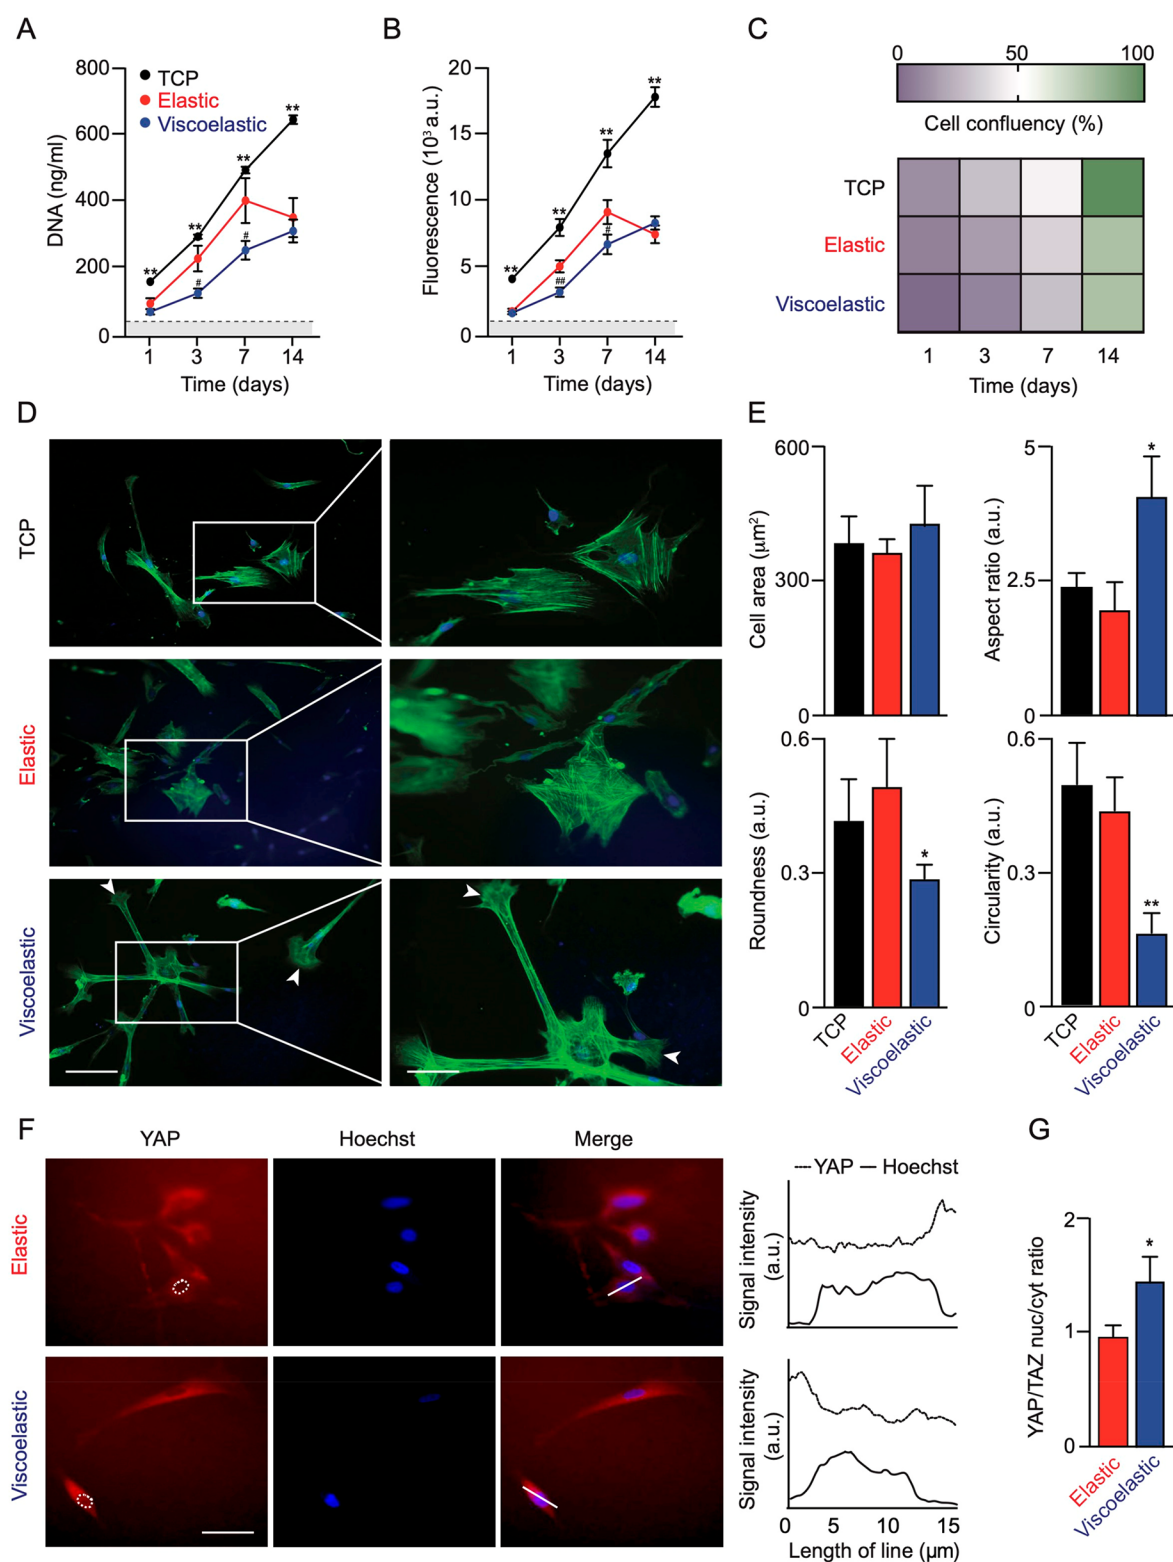 A
800
600
400
200
0
DNA (ng/ml)
TCP
Elastic
Viscoelastic
**
**
**
**
#
#
1 3 7 14
Time (days)
B
20
15
10
5
0
Fluorescence (10³ a.u.)
**
**
**
**
##
#
1 3 7 14
Time (days)
C
0 50 100
Cell confluency (%)
TCP
Elastic
Viscoelastic
1 3 7 14
Time (days)
D
TCP
Elastic
Viscoelastic
E
600
300
0
Cell area (µm²)
5
2.5
0
Aspect ratio (a.u.)
*
0.6
0.3
0
Roundness (a.u.)
*
TCP
Elastic
Viscoelastic
0.6
0.3
0
Circularity (a.u.)
**
TCP
Elastic
Viscoelastic
F
YAP Hoechst Merge
Elastic
Viscoelastic
YAP Hoechst
Signal intensity
(a.u.)
Signal intensity
(a.u.)
0 5 10 15
Length of line (µm)
G
2
1
0
YAP/TAZ nuc/cyt ratio
*
Elastic
Viscoelastic